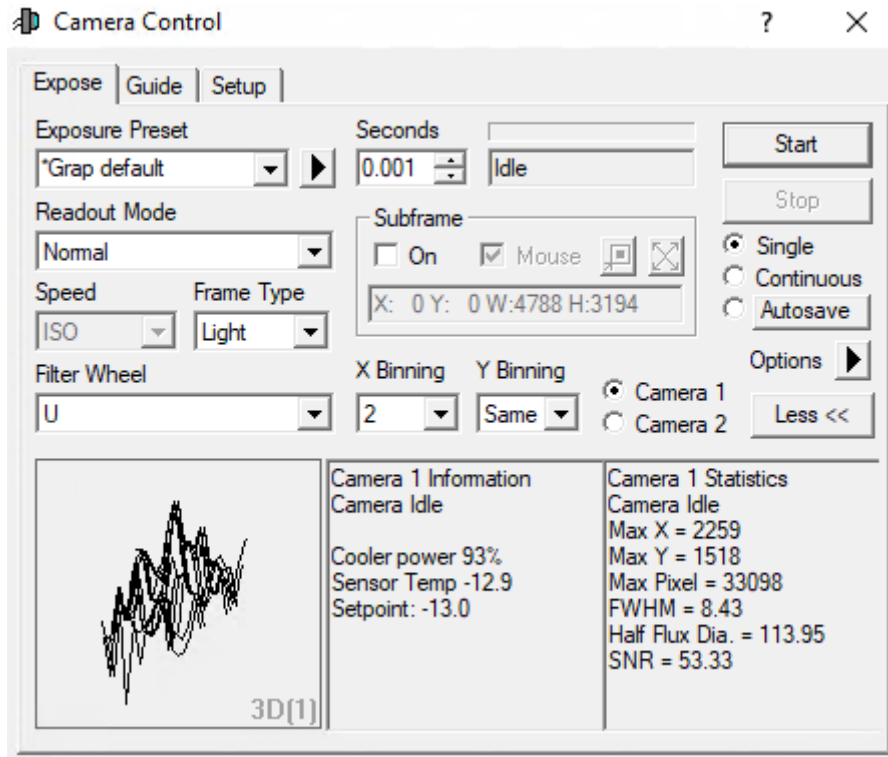 Camera Control ?
Expose Guide Setup
Exposure Preset
*Grap default
Seconds
0.001
Idle
Start
Stop
Readout Mode
Normal
Subframe
On Mouse
X: 0 Y: 0 W:4788 H:3194
Single
Continuous
Autosave
Speed Frame Type
ISO Light
Options
Filter Wheel
U
X Binning Y Binning
2 Same
Camera 1
Camera 2
Less <<
3D(1)
Camera 1 Information
Camera Idle
Cooler power 93%
Sensor Temp -12.9
Setpoint: -13.0
Camera 1 Statistics
Camera Idle
Max X = 2259
Max Y = 1518
Max Pixel = 33098
FWHM = 8.43
Half Flux Dia. = 113.95
SNR = 53.33